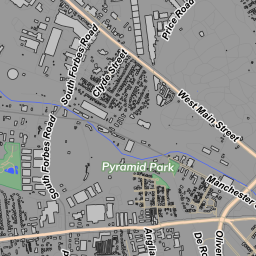 Price Road
South Forbes Road
Clyde Street
West Main Street
South Forbes Road
Pyramid Park
Manchester
Anglia
De Ro
Oliver